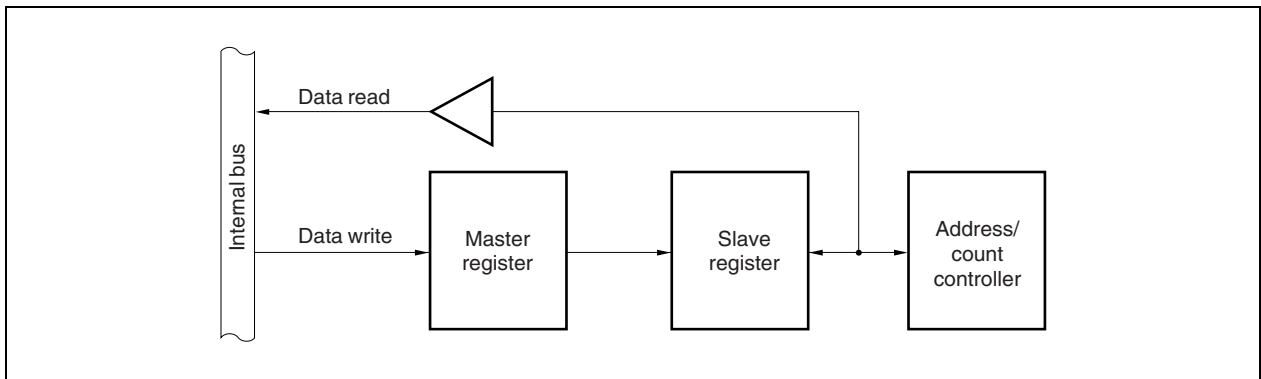 Data read
Internal bus
Data write
Master
register
Slave
register
Address/
count
controller